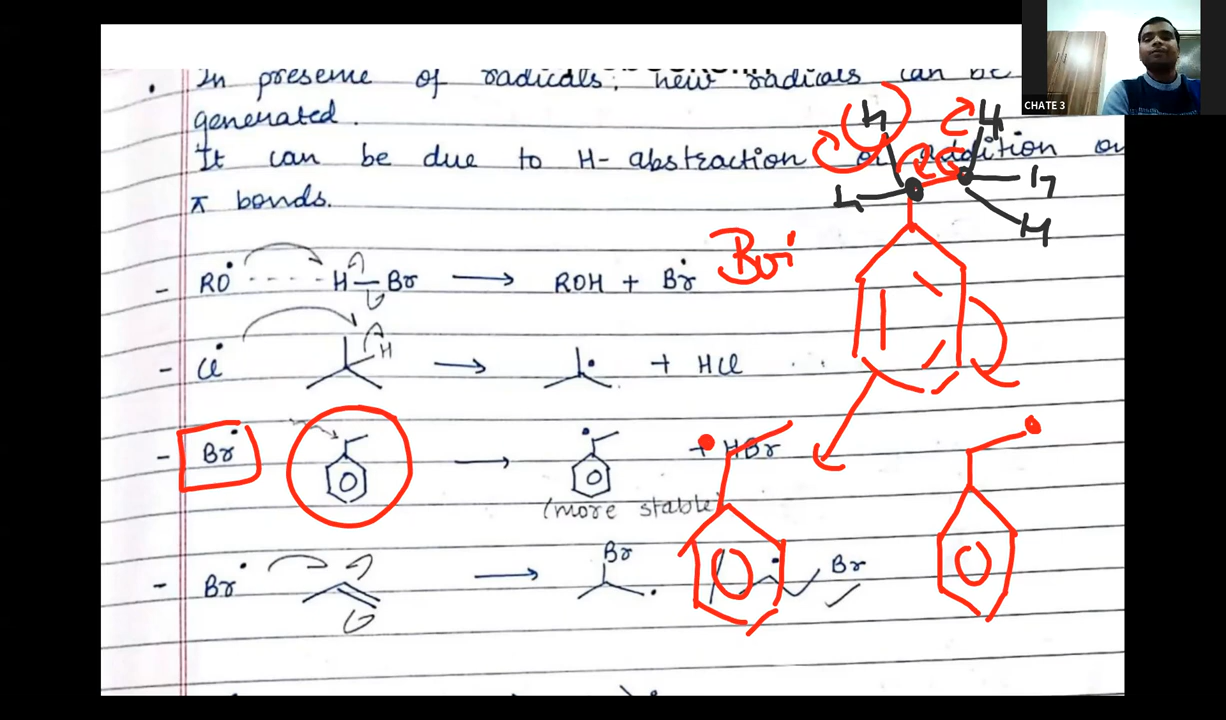 In presense of radicals, new radicals can be
generated.
It can be due to H- abstraction or addition on
π bonds.
- RO• ---- H — Br → ROH + Br• Br•
- Cl• H → + HCl
- Br• → + HBr
(more stable)
- Br• → Br Br
H H
H H
H
CHATE 3